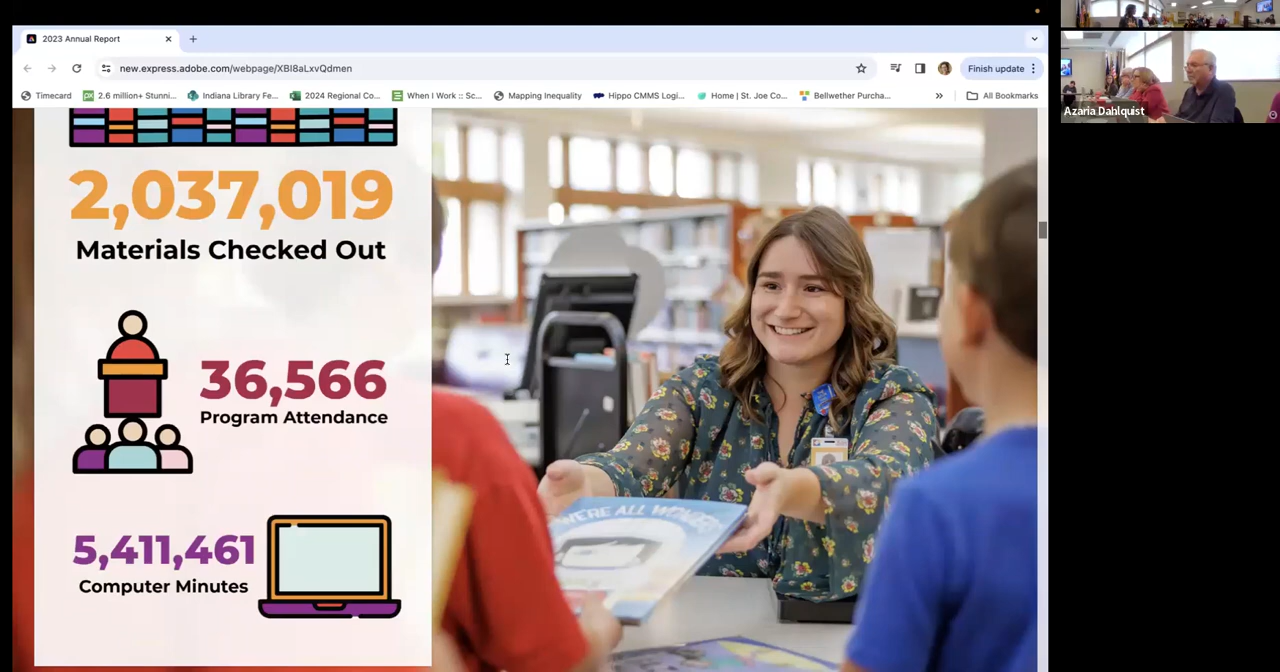 2023 Annual Report
new.express.adobe.com/webpage/XBI8aLxvQdmen
Finish update
Timecard
2.6 million+ Stunni...
Indiana Library Fe...
2024 Regional Co...
When I Work :: Sc...
Mapping Inequality
Hippo CMMS Logi...
Home | St. Joe Co...
Bellwether Purcha...
»
All Bookmarks
2,037,019
Materials Checked Out
36,566
Program Attendance
5,411,461
Computer Minutes
WE'RE ALL WONDERS
Azaria Dahlquist